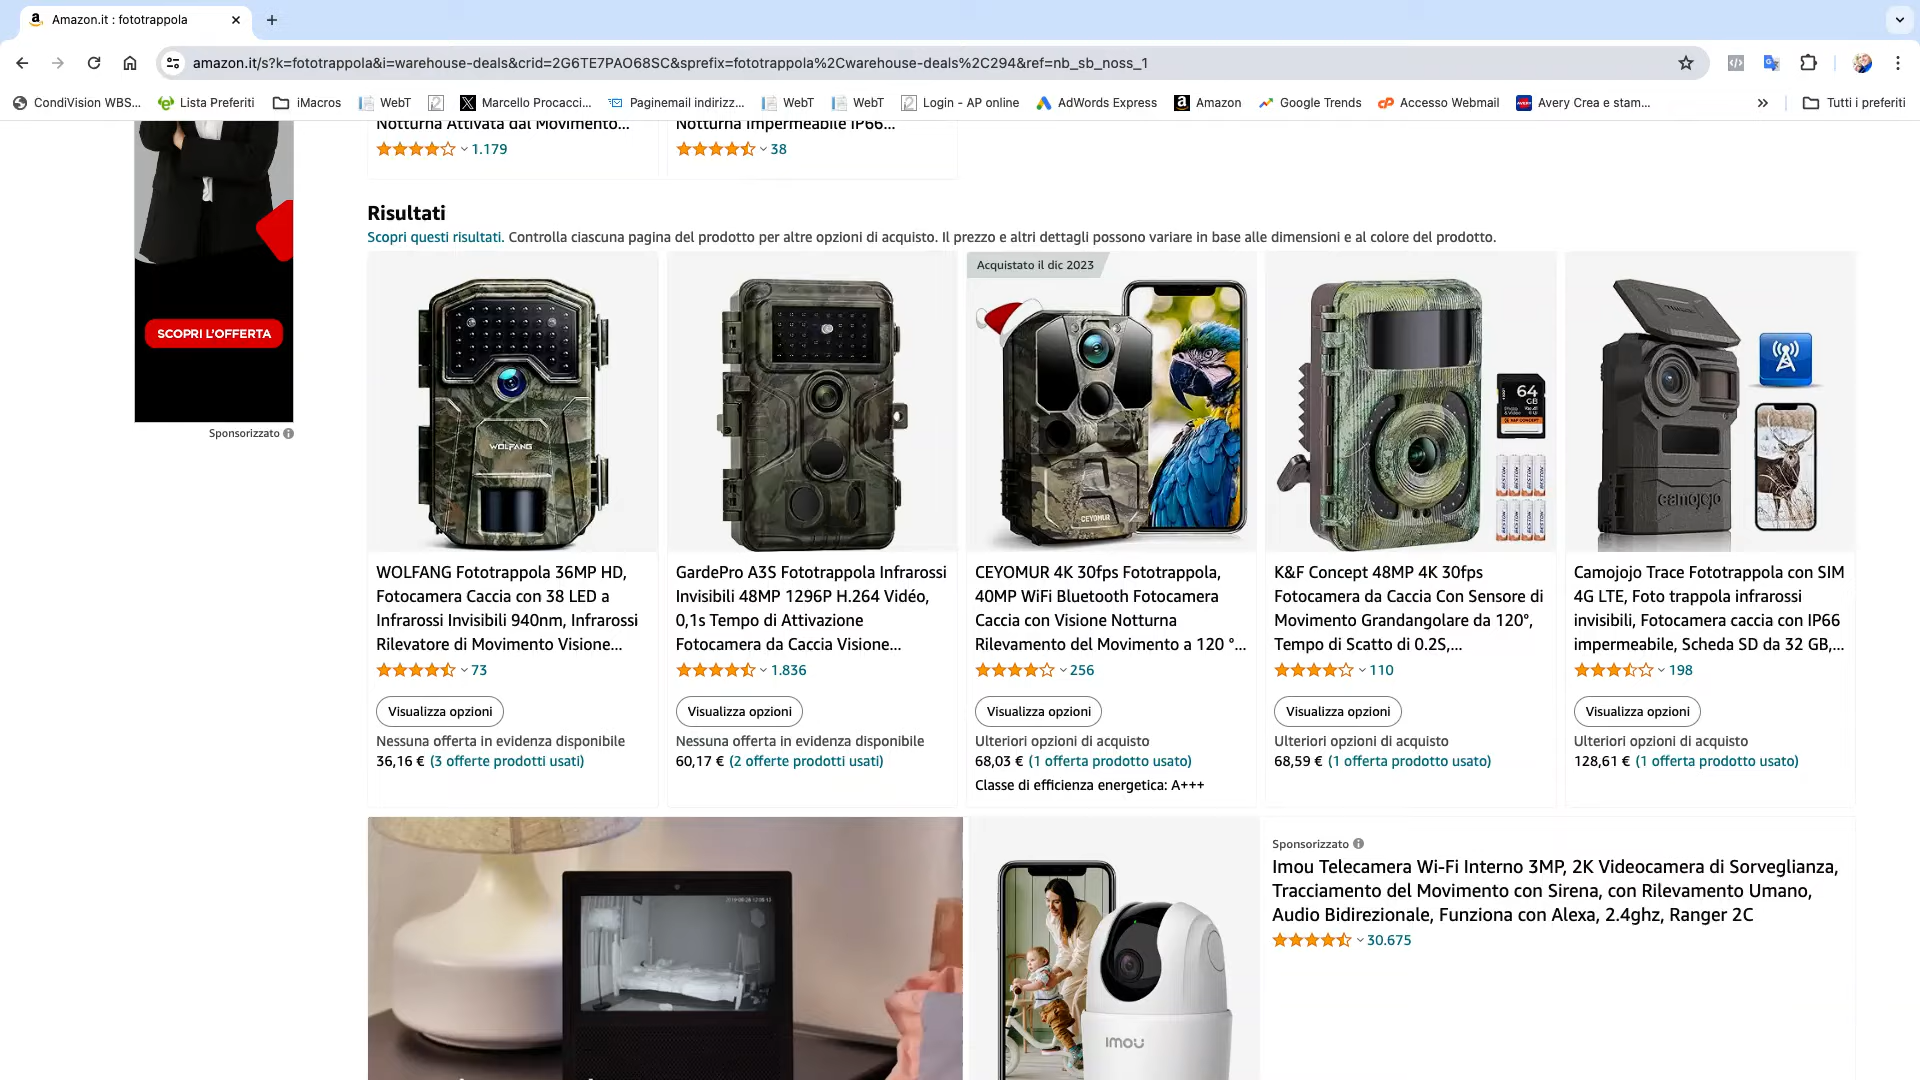 Amazon.it : fototrappola
amazon.it/s?k=fototrappola&i=warehouse-deals&crid=2G6TE7PAO68SC&sprefix=fototrappola%2Cwarehouse-deals%2C294&ref=nb_sb_noss_1
CondiVision WBS...
Lista Preferiti
iMacros
WebT
Marcello Procacci...
Paginemail indirizz...
WebT
WebT
Login - AP online
AdWords Express
Amazon
Google Trends
Accesso Webmail
Avery Crea e stam...
Tutti i preferiti
SCOPRI L'OFFERTA
Sponsorizzato
Notturna Attivata dal Movimento...
1.179
Notturna Impermeabile IP66...
38
Risultati
Scopri questi risultati. Controlla ciascuna pagina del prodotto per altre opzioni di acquisto. Il prezzo e altri dettagli possono variare in base alle dimensioni e al colore del prodotto.
WOLFANG
WOLFANG Fototrappola 36MP HD,
Fotocamera Caccia con 38 LED a
Infrarossi Invisibili 940nm, Infrarossi
Rilevatore di Movimento Visione...
73
Visualizza opzioni
Nessuna offerta in evidenza disponibile
36,16 € (3 offerte prodotti usati)
GardePro A3S Fototrappola Infrarossi
Invisibili 48MP 1296P H.264 Vidéo,
0,1s Tempo di Attivazione
Fotocamera da Caccia Visione...
1.836
Visualizza opzioni
Nessuna offerta in evidenza disponibile
60,17 € (2 offerte prodotti usati)
Acquistato il dic 2023
CEYOMUR
CEYOMUR 4K 30fps Fototrappola,
40MP WiFi Bluetooth Fotocamera
Caccia con Visione Notturna
Rilevamento del Movimento a 120 °...
256
Visualizza opzioni
Ulteriori opzioni di acquisto
68,03 € (1 offerta prodotto usato)
Classe di efficienza energetica: A+++
64
GB
K&F CONCEPT
BESTON BESTON BESTON BESTON
BESTON BESTON BESTON BESTON
K&F Concept 48MP 4K 30fps
Fotocamera da Caccia Con Sensore di
Movimento Grandangolare da 120°,
Tempo di Scatto di 0.2S,...
110
Visualizza opzioni
Ulteriori opzioni di acquisto
68,59 € (1 offerta prodotto usato)
camojojo
Camojojo Trace Fototrappola con SIM
4G LTE, Foto trappola infrarossi
invisibili, Fotocamera caccia con IP66
impermeabile, Scheda SD da 32 GB,...
198
Visualizza opzioni
Ulteriori opzioni di acquisto
128,61 € (1 offerta prodotto usato)
imou
Sponsorizzato
Imou Telecamera Wi-Fi Interno 3MP, 2K Videocamera di Sorveglianza,
Tracciamento del Movimento con Sirena, con Rilevamento Umano,
Audio Bidirezionale, Funziona con Alexa, 2.4ghz, Ranger 2C
30.675